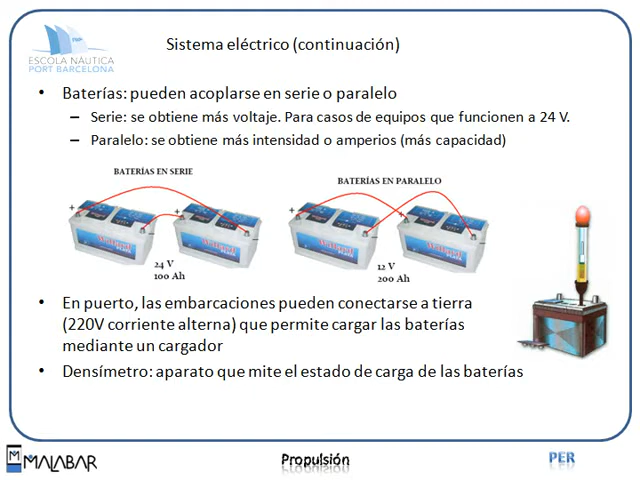 Sistema eléctrico (continuación)
ESCOLA NÁUTICA
PORT BARCELONA
• Baterías: pueden acoplarse en serie o paralelo
– Serie: se obtiene más voltaje. Para casos de equipos que funcionen a 24 V.
– Paralelo: se obtiene más intensidad o amperios (más capacidad)
BATERÍAS EN SERIE
BATERÍAS EN PARALELO
24 V
100 Ah
12 V
200 Ah
• En puerto, las embarcaciones pueden conectarse a tierra
(220V corriente alterna) que permite cargar las baterías
mediante un cargador
• Densímetro: aparato que mite el estado de carga de las baterías
MALABAR
Propulsión
PER